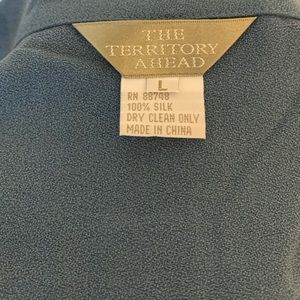 THE
TERRITORY
AHEAD
L
RN 88748
100% SILK
DRY CLEAN ONLY
MADE IN CHINA